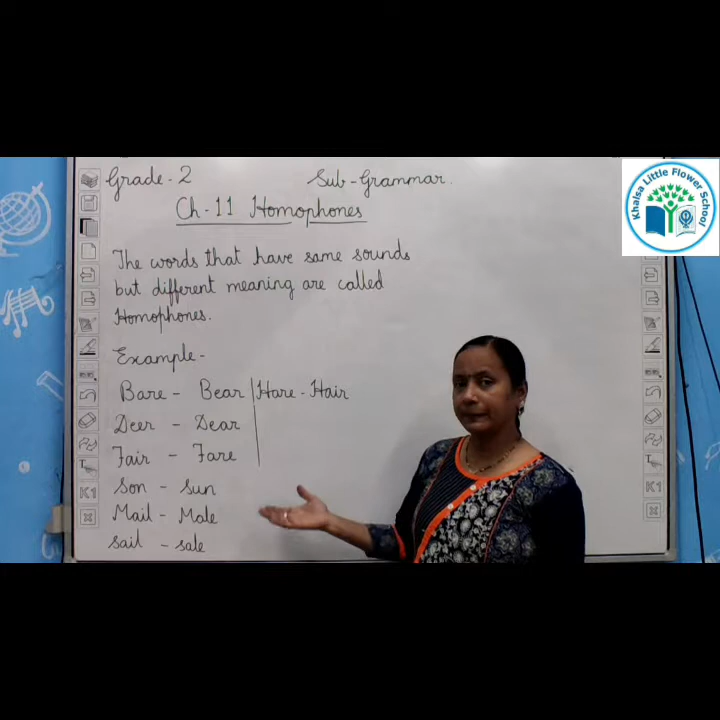 Grade - 2
Sub - Grammar.
Ch - 11 Homophones
The words that have same sounds
but different meaning are called
Homophones.
Example -
Bare - Bear | Hare - Hair
Deer - Dear
Fair - Fare
Son - Sun
Mail - Male
Sail - Sale
Khalsa Little Flower School
K1
K1